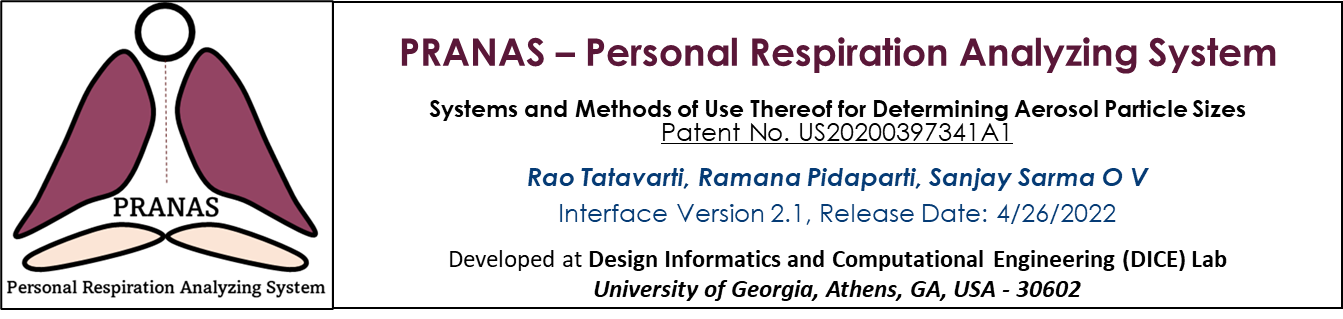 PRANAS
Personal Respiration Analyzing System
PRANAS – Personal Respiration Analyzing System
Systems and Methods of Use Thereof for Determining Aerosol Particle Sizes
Patent No. US20200397341A1
Rao Tatavarti, Ramana Pidaparti, Sanjay Sarma O V
Interface Version 2.1, Release Date: 4/26/2022
Developed at Design Informatics and Computational Engineering (DICE) Lab
University of Georgia, Athens, GA, USA - 30602